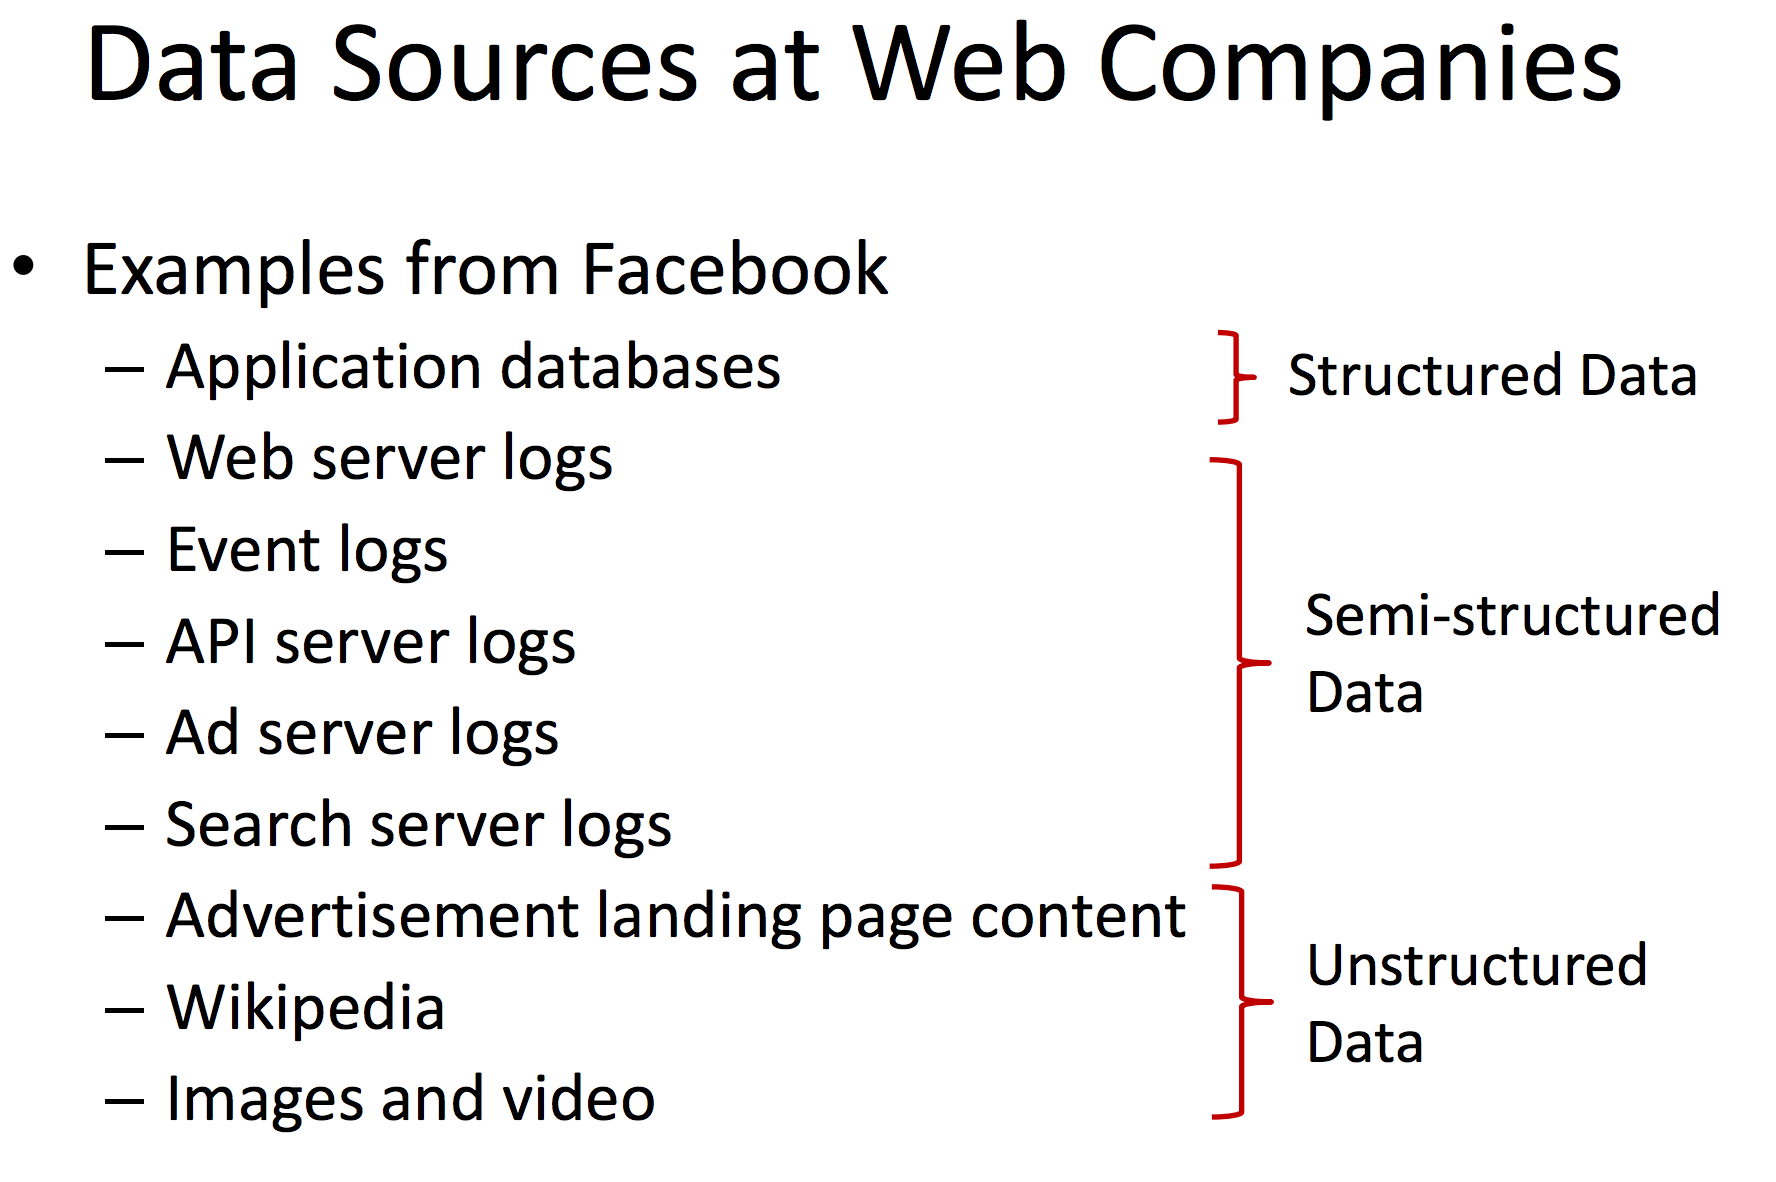 Data Sources at Web Companies
• Examples from Facebook
– Application databases
– Web server logs
– Event logs
– API server logs
– Ad server logs
– Search server logs
– Advertisement landing page content
– Wikipedia
– Images and video
Structured Data
Semi-structured
Data
Unstructured
Data